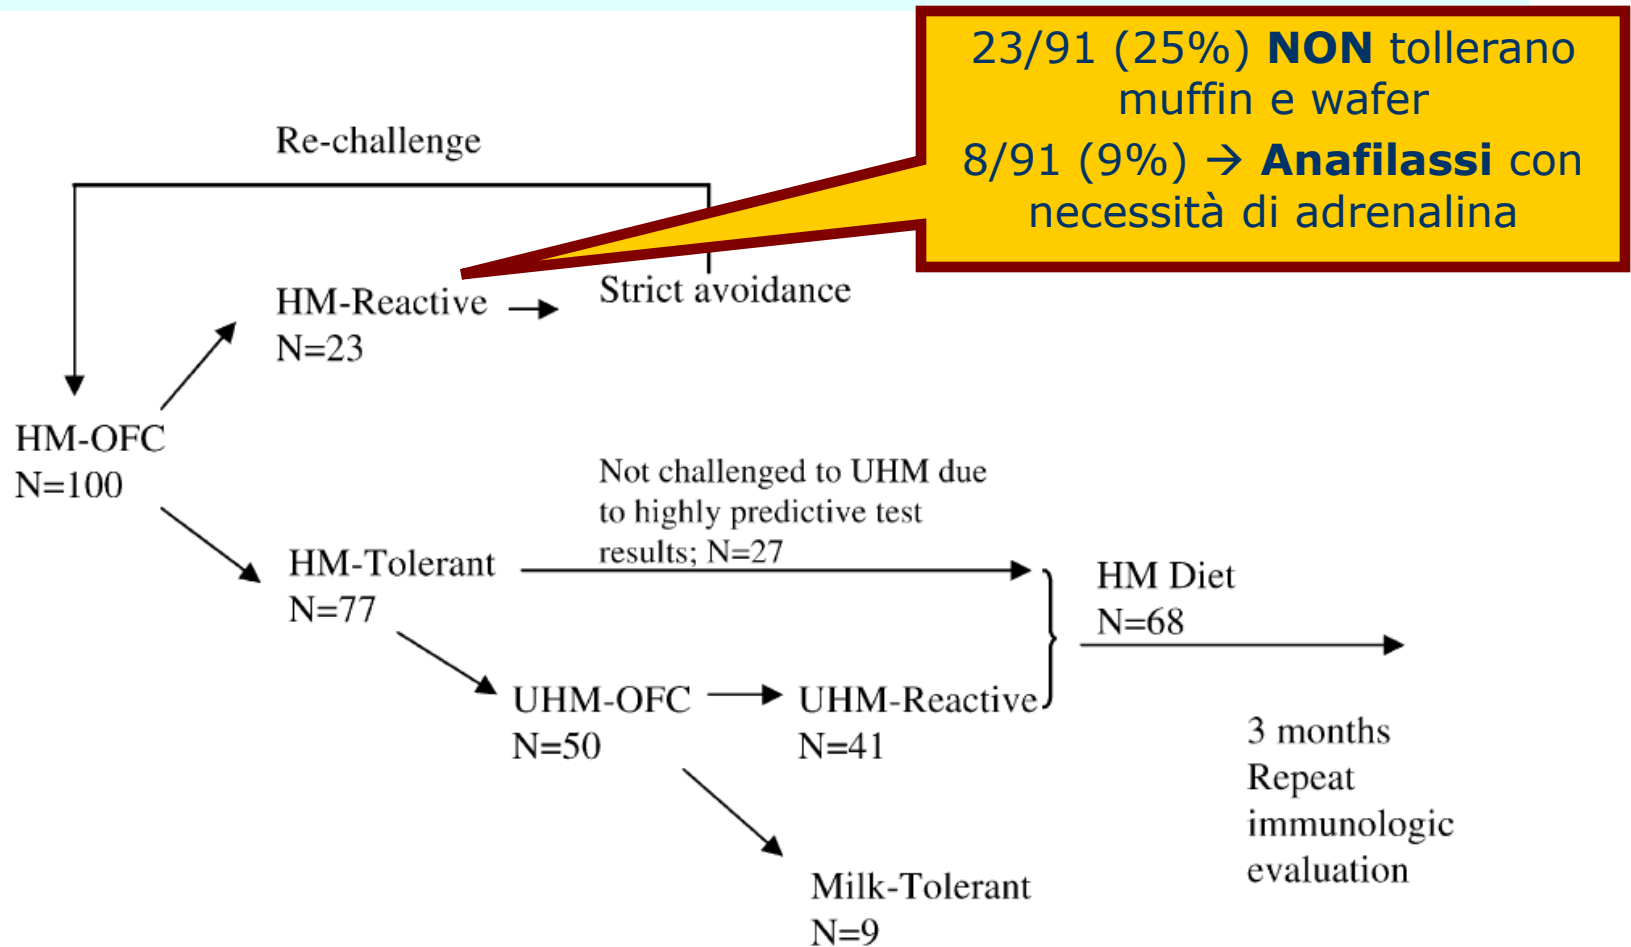 23/91 (25%) NON tollerano
muffin e wafer
8/91 (9%) → Anafilassi con
necessità di adrenalina
Re-challenge
HM-Reactive
N=23
Strict avoidance
HM-OFC
N=100
Not challenged to UHM due
to highly predictive test
results; N=27
HM-Tolerant
N=77
HM Diet
N=68
UHM-OFC
N=50
UHM-Reactive
N=41
3 months
Repeat
immunologic
evaluation
Milk-Tolerant
N=9